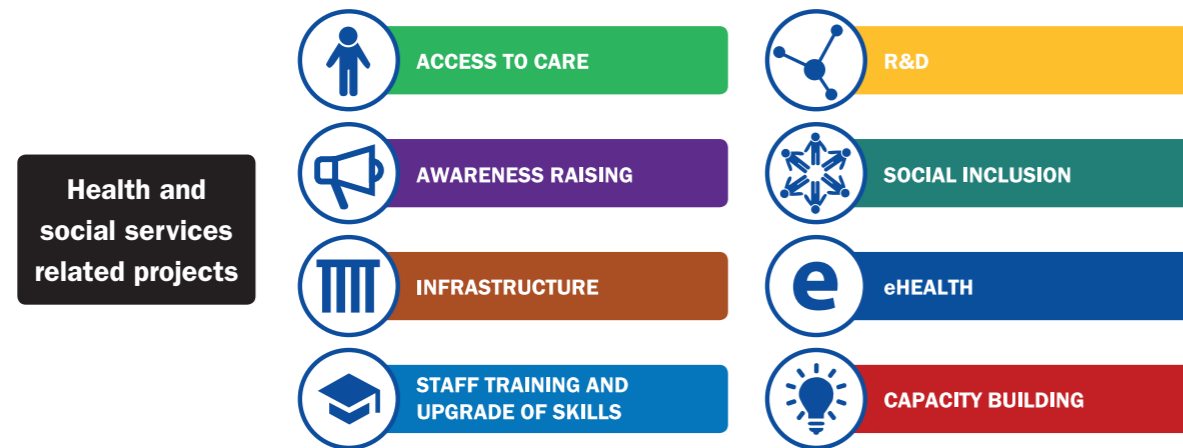 Health and
social services
related projects
ACCESS TO CARE
AWARENESS RAISING
INFRASTRUCTURE
STAFF TRAINING AND
UPGRADE OF SKILLS
R&D
SOCIAL INCLUSION
e
eHEALTH
CAPACITY BUILDING